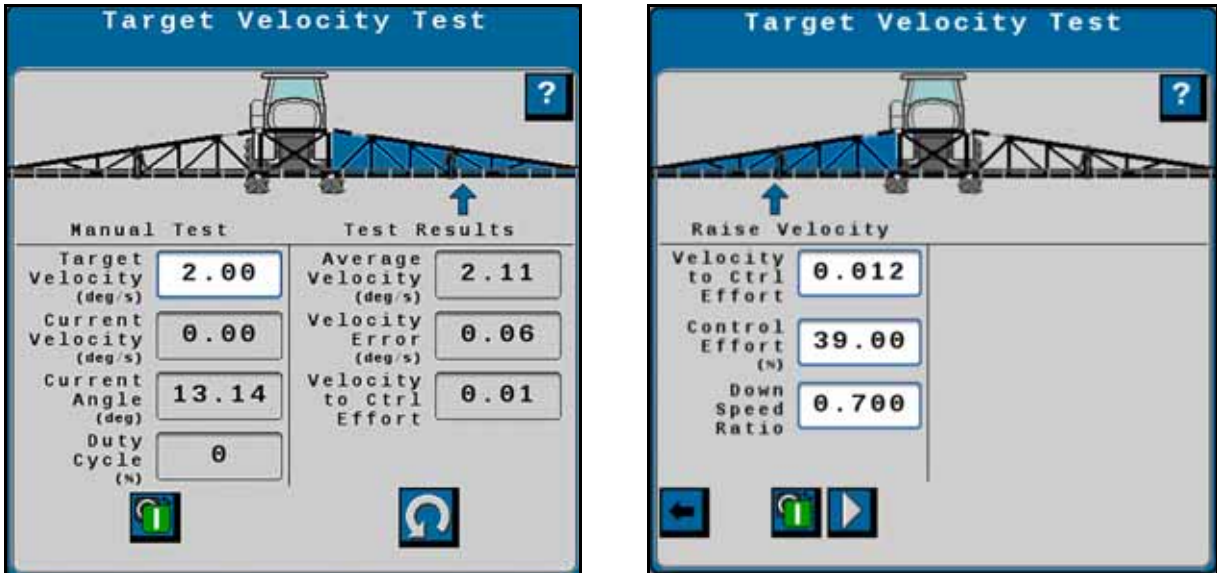 Target Velocity Test
?
Manual Test
Target
Velocity
(deg/s)
2.00
Current
Velocity
(deg/s)
0.00
Current
Angle
(deg)
13.14
Duty
Cycle
(%)
0
Test Results
Average
Velocity
(deg/s)
2.11
Velocity
Error
(deg/s)
0.06
Velocity
to Ctrl
Effort
0.01
Target Velocity Test
?
Raise Velocity
Velocity
to Ctrl
Effort
0.012
Control
Effort
(%)
39.00
Down
Speed
Ratio
0.700